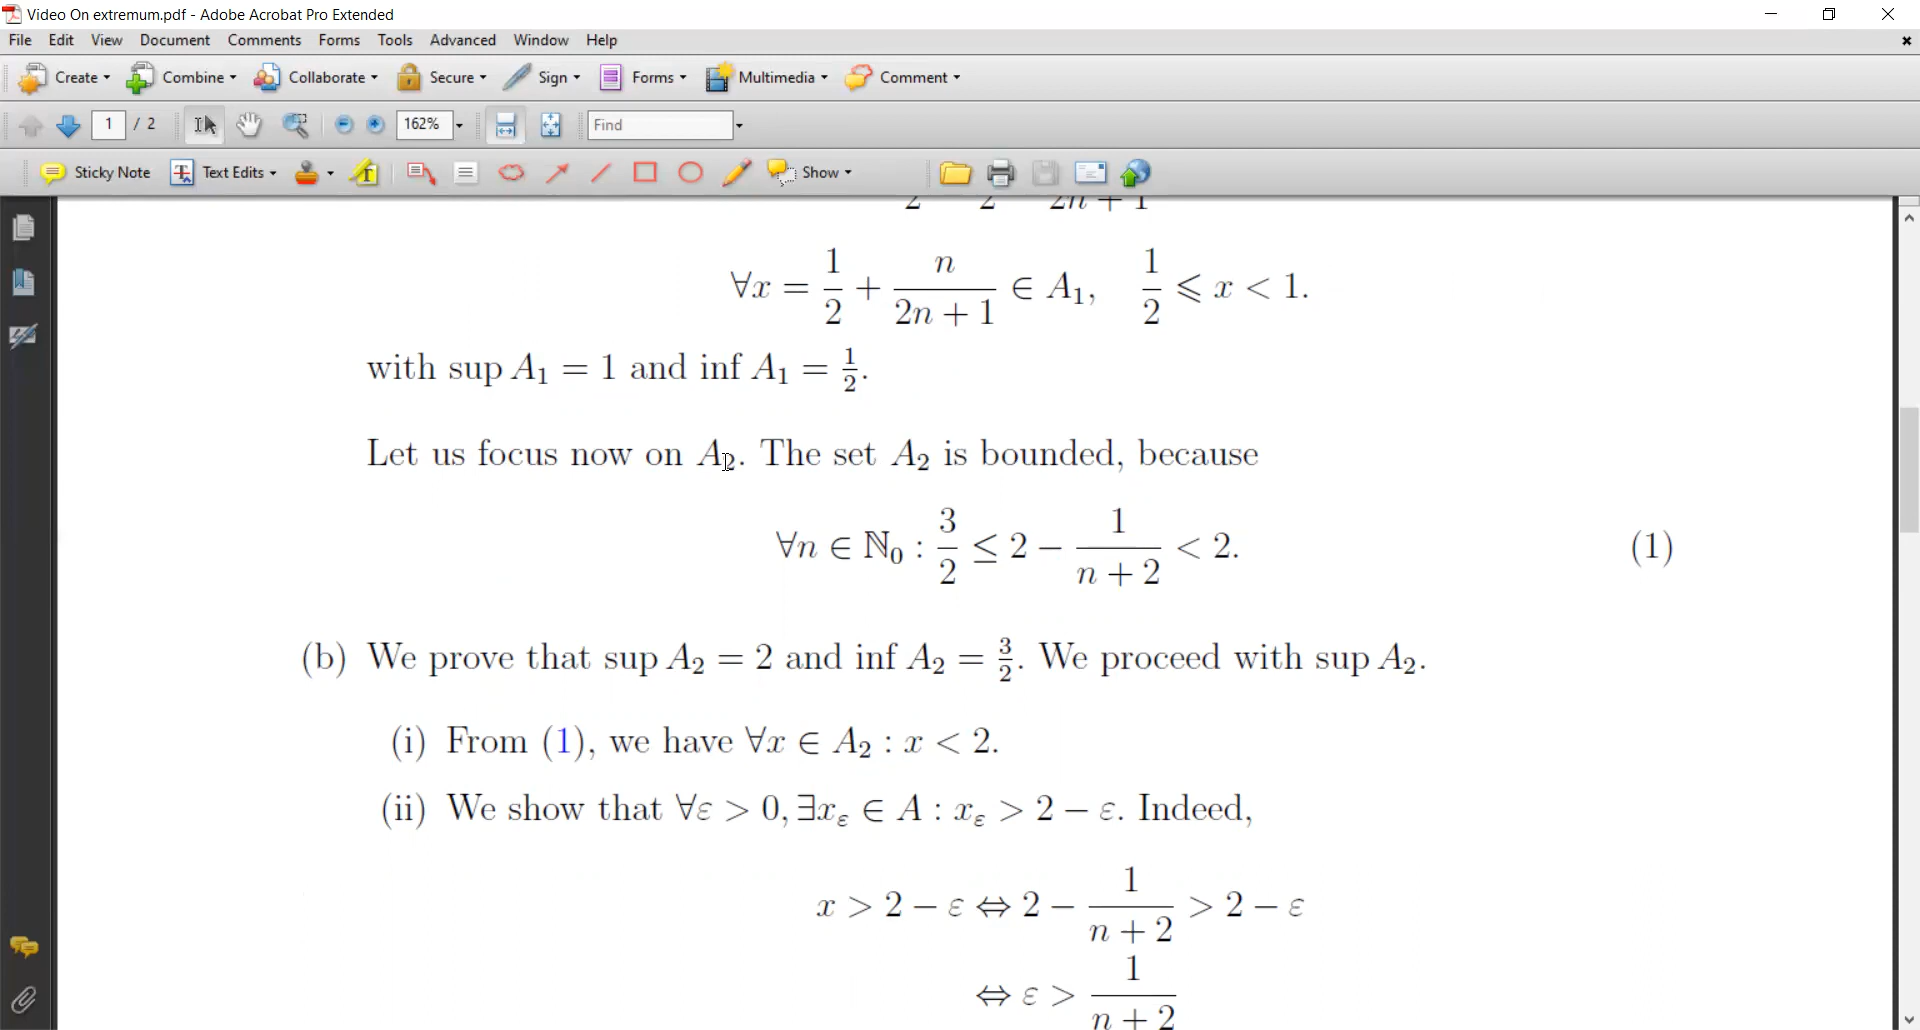 Video On extremum.pdf - Adobe Acrobat Pro Extended
File Edit View Document Comments Forms Tools Advanced Window Help
Create Combine Collaborate Secure Sign Forms Multimedia Comment
1 / 2 162% Find
Sticky Note Text Edits Show
2 2 2n + 1
∀x = 1/2 + n/(2n + 1) ∈ A₁, 1/2 ⩽ x < 1.
with sup A₁ = 1 and inf A₁ = 1/2.
Let us focus now on A₂. The set A₂ is bounded, because
∀n ∈ ℕ₀ : 3/2 ≤ 2 − 1/(n + 2) < 2. (1)
(b) We prove that sup A₂ = 2 and inf A₂ = 3/2. We proceed with sup A₂.
(i) From (1), we have ∀x ∈ A₂ : x < 2.
(ii) We show that ∀ε > 0, ∃x_ε ∈ A : x_ε > 2 − ε. Indeed,
x > 2 − ε ⇔ 2 − 1/(n + 2) > 2 − ε
⇔ ε > 1/(n + 2)